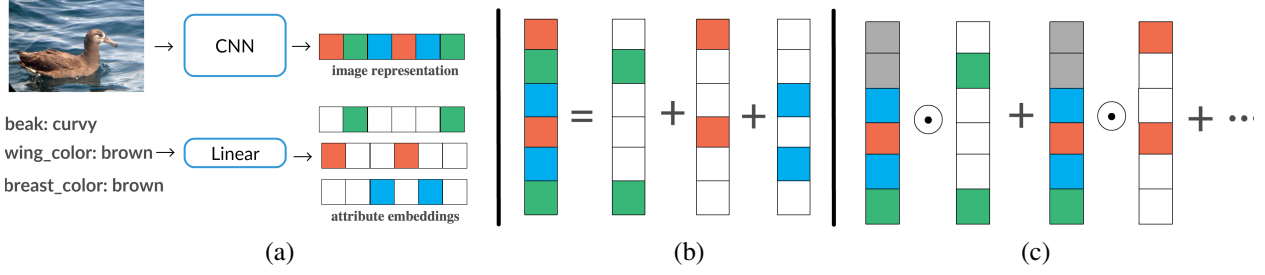 CNN
image representation
beak: curvy
wing_color: brown
Linear
breast_color: brown
attribute embeddings
=
+
+
+
+ ...
(a)
(b)
(c)